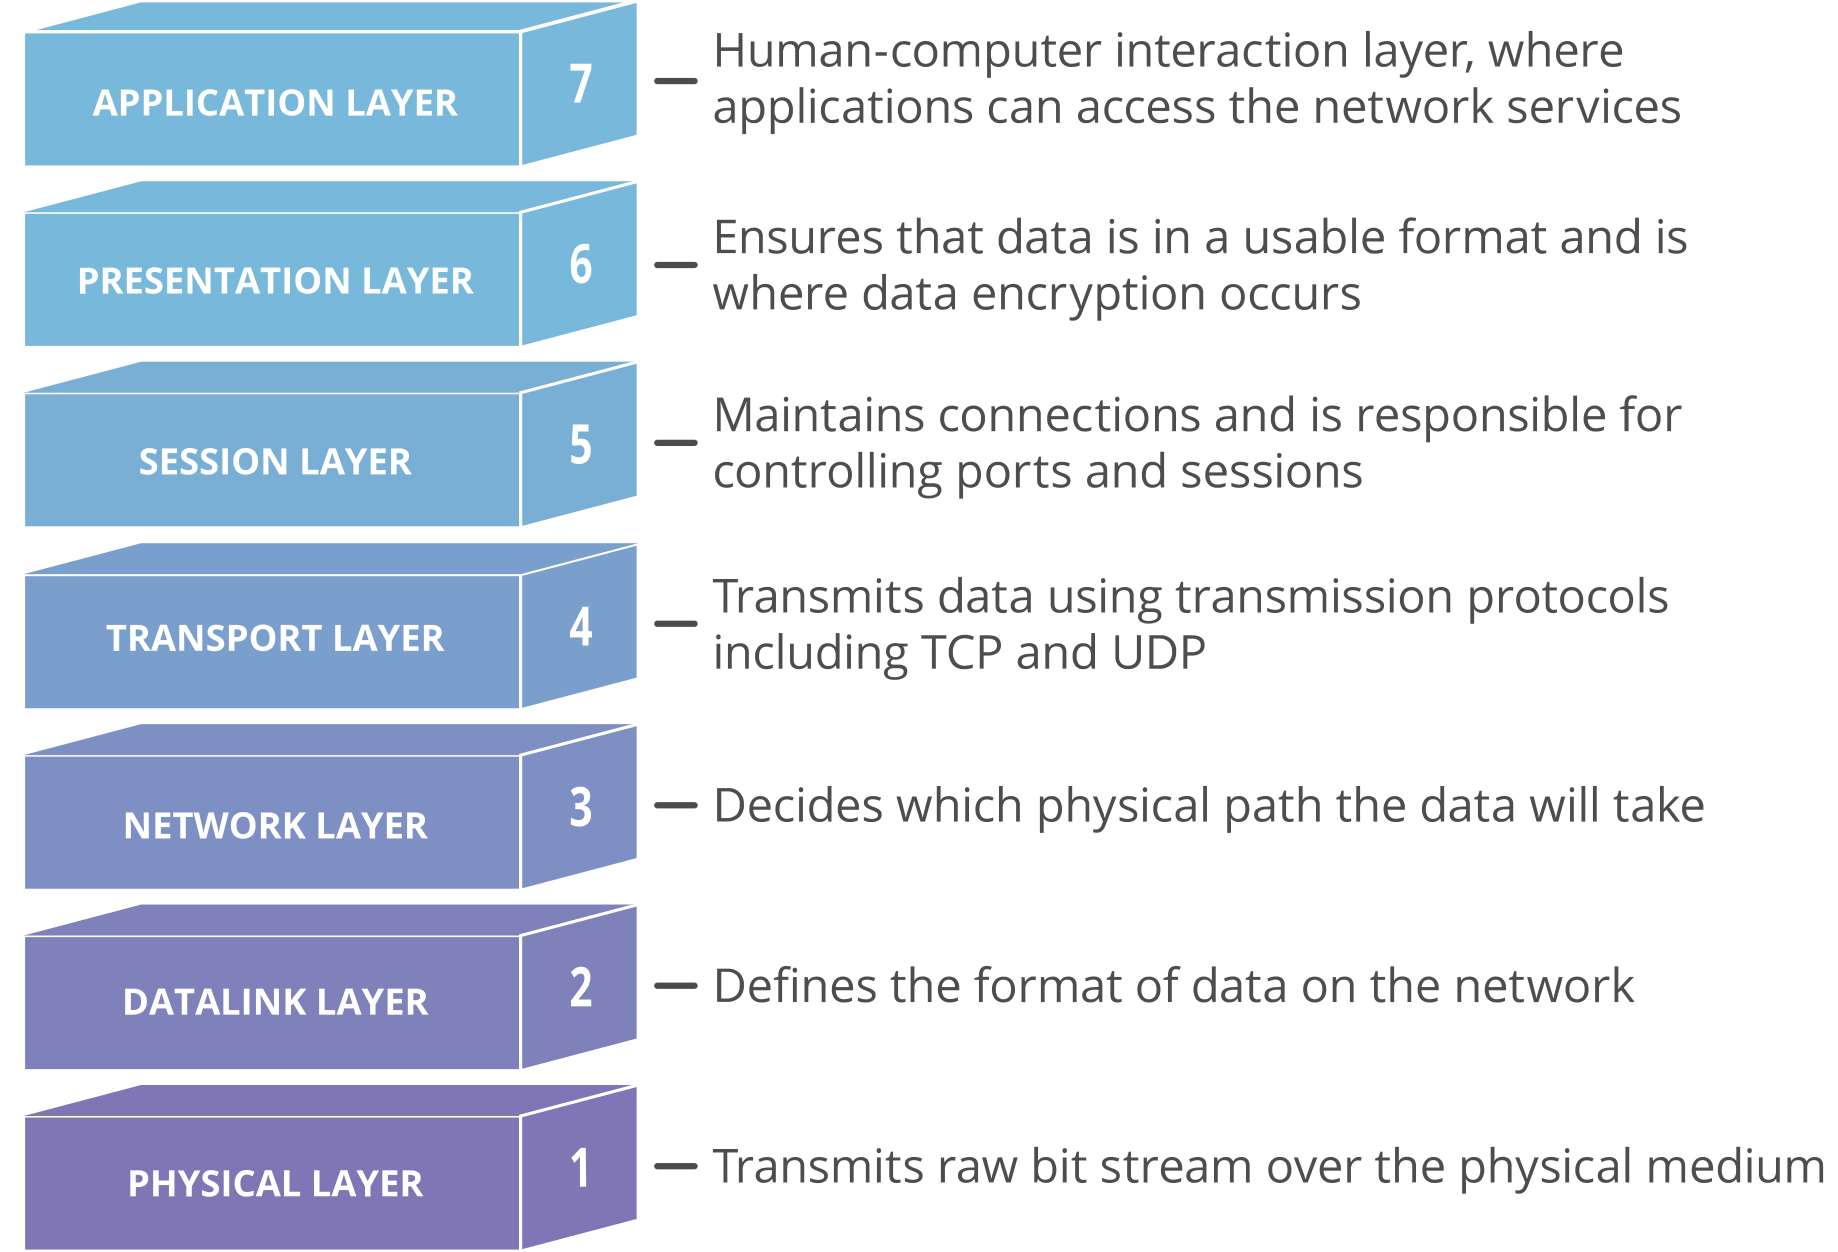 APPLICATION LAYER
7
Human-computer interaction layer, where
applications can access the network services
PRESENTATION LAYER
6
Ensures that data is in a usable format and is
where data encryption occurs
SESSION LAYER
5
Maintains connections and is responsible for
controlling ports and sessions
TRANSPORT LAYER
4
Transmits data using transmission protocols
including TCP and UDP
NETWORK LAYER
3
Decides which physical path the data will take
DATALINK LAYER
2
Defines the format of data on the network
PHYSICAL LAYER
1
Transmits raw bit stream over the physical medium